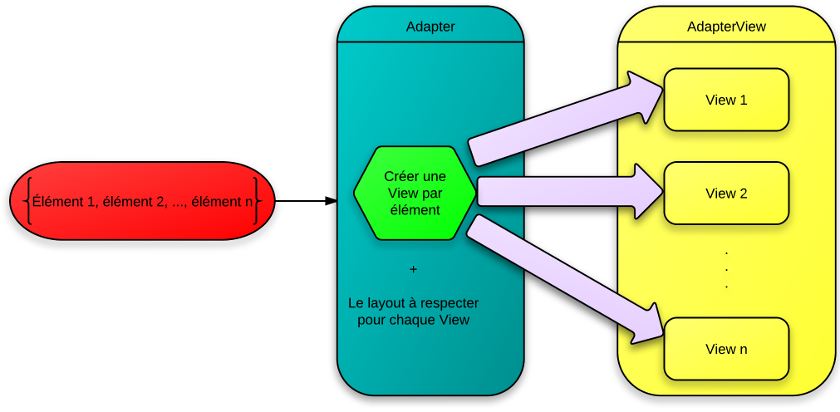 Adapter
AdapterView
View 1
Créer une
View par
élément
{Élément 1, élément 2, ..., élément n}
View 2
.
.
.
+
Le layout à respecter
pour chaque View
View n